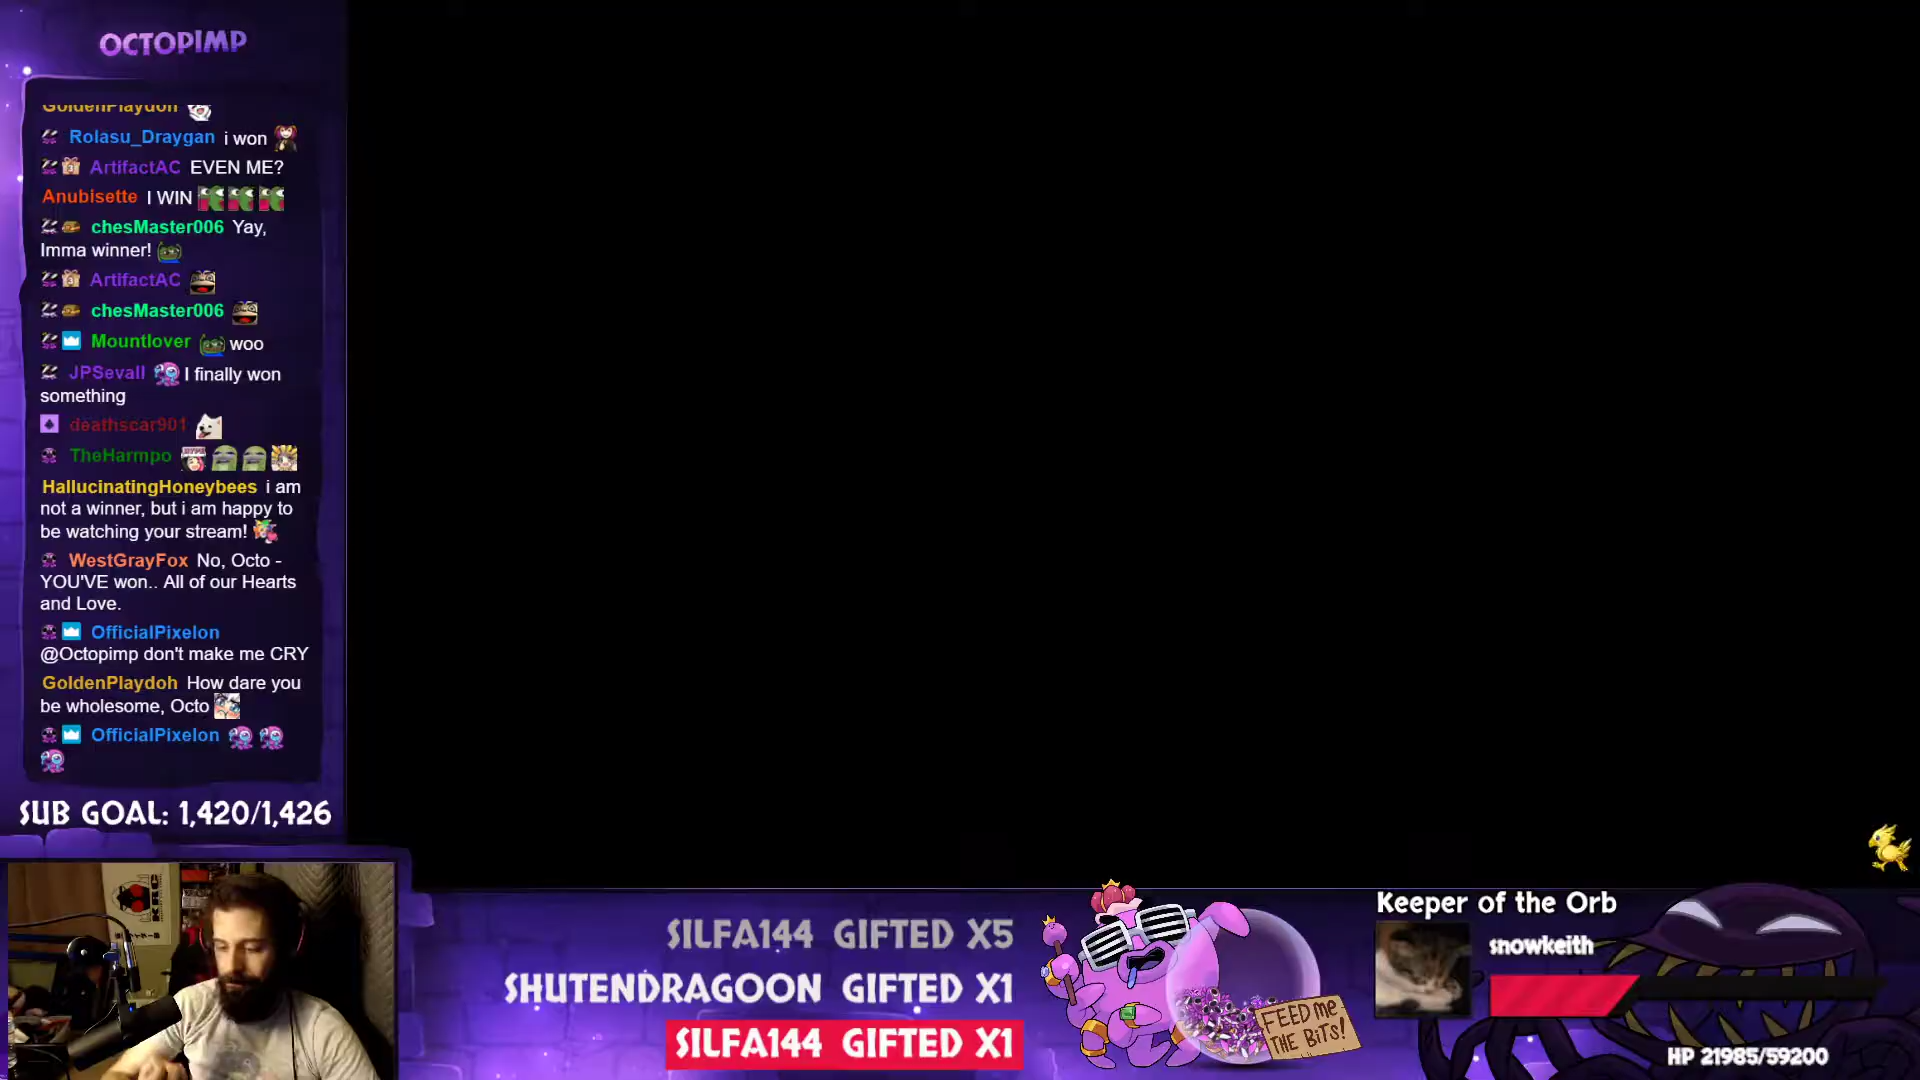 OCTOPIMP
GoldenPlaydoh
Rolasu_Draygan i won
ArtifactAC EVEN ME?
Anubisette I WIN
chesMaster006 Yay,
Imma winner!
ArtifactAC
chesMaster006
Mountlover woo
JPSevall I finally won
something
deathscar901
TheHarmpo
HallucinatingHoneybees i am
not a winner, but i am happy to
be watching your stream!
WestGrayFox No, Octo -
YOU'VE won.. All of our Hearts
and Love.
OfficialPixelon
@Octopimp don't make me CRY
GoldenPlaydoh How dare you
be wholesome, Octo
OfficialPixelon
SUB GOAL: 1,420/1,426
SILFA144 GIFTED X5
SHUTENDRAGOON GIFTED X1
SILFA144 GIFTED X1
FEED ME
THE BITS!
Keeper of the Orb
snowkeith
HP 21985/59200